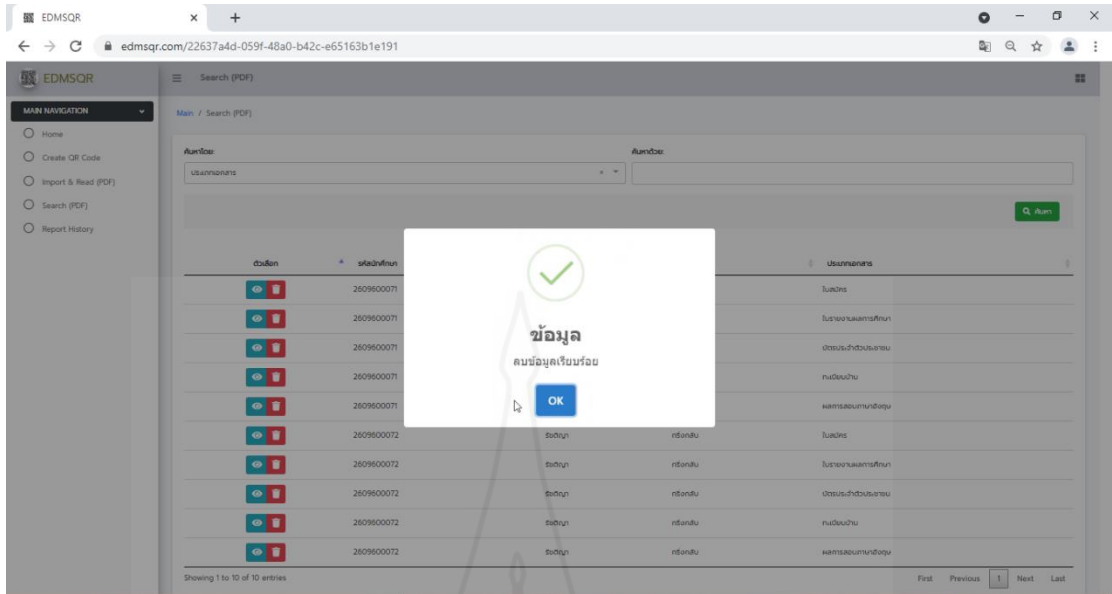 EDMSQR
edmsqr.com/22637a4d-059f-48a0-b42c-e65163b1e191
EDMSQR
Search (PDF)
MAIN NAVIGATION
Home
Create QR Code
Import & Read (PDF)
Search (PDF)
Report History
Main / Search (PDF)
ค้นหาโดย: ค้นหาด้วย:
ประเภทเอกสาร
ค้นหา
ตัวเลือก รหัสนักศึกษา ประเภทเอกสาร
2609600071 ใบสมัคร
2609600071 ใบรายงานผลการศึกษา
2609600071 บัตรประจำตัวประชาชน
2609600071 ทะเบียนบ้าน
2609600071 ผลการสอบภาษาอังกฤษ
2609600072 ใบสมัคร
2609600072 ใบรายงานผลการศึกษา
2609600072 บัตรประจำตัวประชาชน
2609600072 ทะเบียนบ้าน
2609600072 ผลการสอบภาษาอังกฤษ
ข้อมูล
ลบข้อมูลเรียบร้อย
OK
Showing 1 to 10 of 10 entries
First Previous 1 Next Last